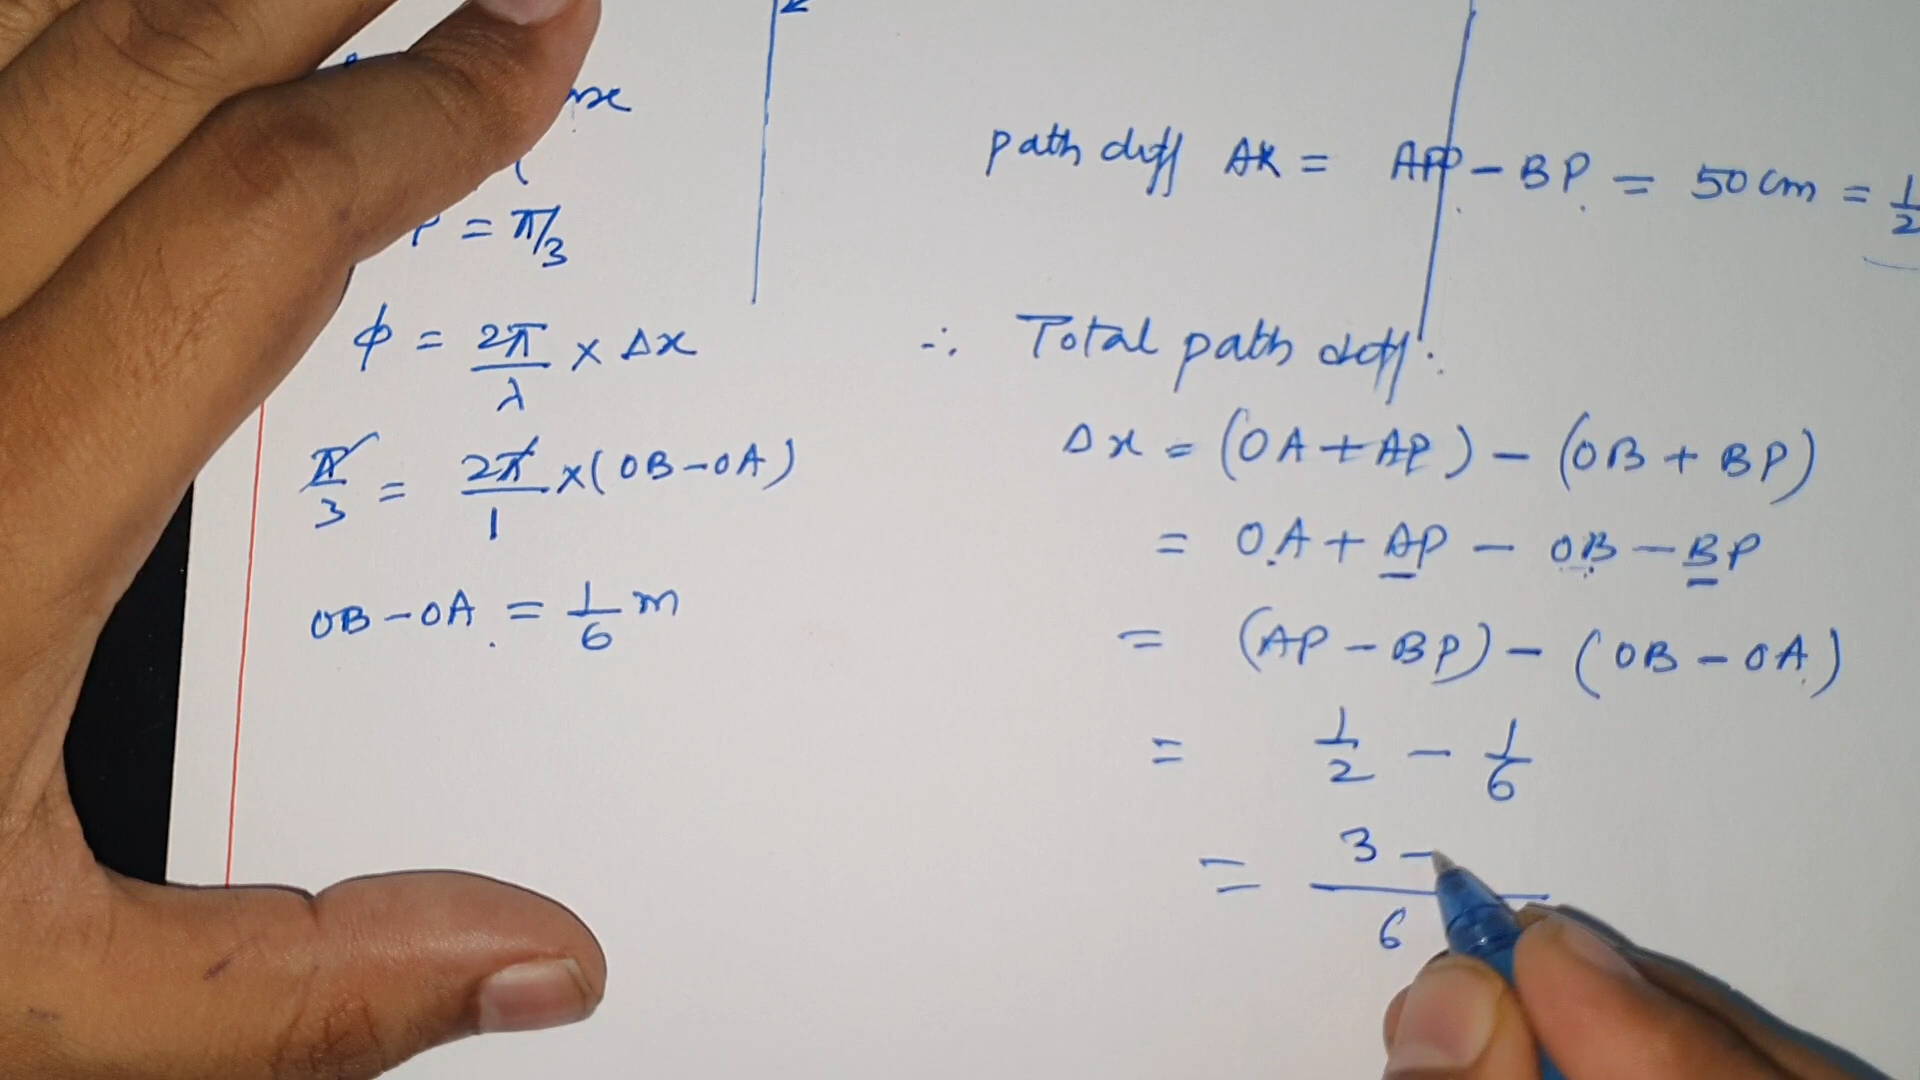 = π/3
φ = 2π/λ × Δx
π/3 = 2π/1 × (OB - OA)
OB - OA = 1/6 m
path diff Δx = AP - BP = 50 cm = 1/2
∴ Total path diff.
Δx = (OA + AP) - (OB + BP)
= OA + AP - OB - BP
= (AP - BP) - (OB - OA)
= 1/2 - 1/6
= 3 - / 6